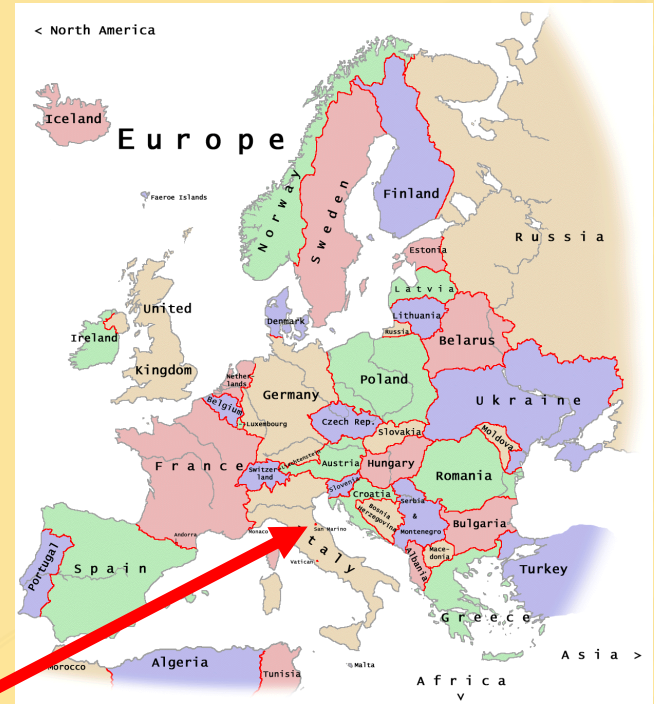 < North America
Iceland
Europe
Faeroe Islands
Norway
Sweden
Finland
Russia
Estonia
Latvia
Lithuania
Russia
Belarus
Denmark
United
Kingdom
Ireland
Nether
lands
Belgium
Luxembourg
Germany
Poland
Ukraine
Czech Rep.
Slovakia
Moldova
France
Switzer
land
Liechtenstein
Austria
Hungary
Romania
Slovenia
Croatia
Bosnia
Herzegovina
Serbia
&
Montenegro
Bulgaria
Monaco
San Marino
Italy
Vatican
Andorra
Portugal
Spain
Albania
Mace-
donia
Greece
Turkey
Morocco
Algeria
Tunisia
Malta
Asia >
Africa
v